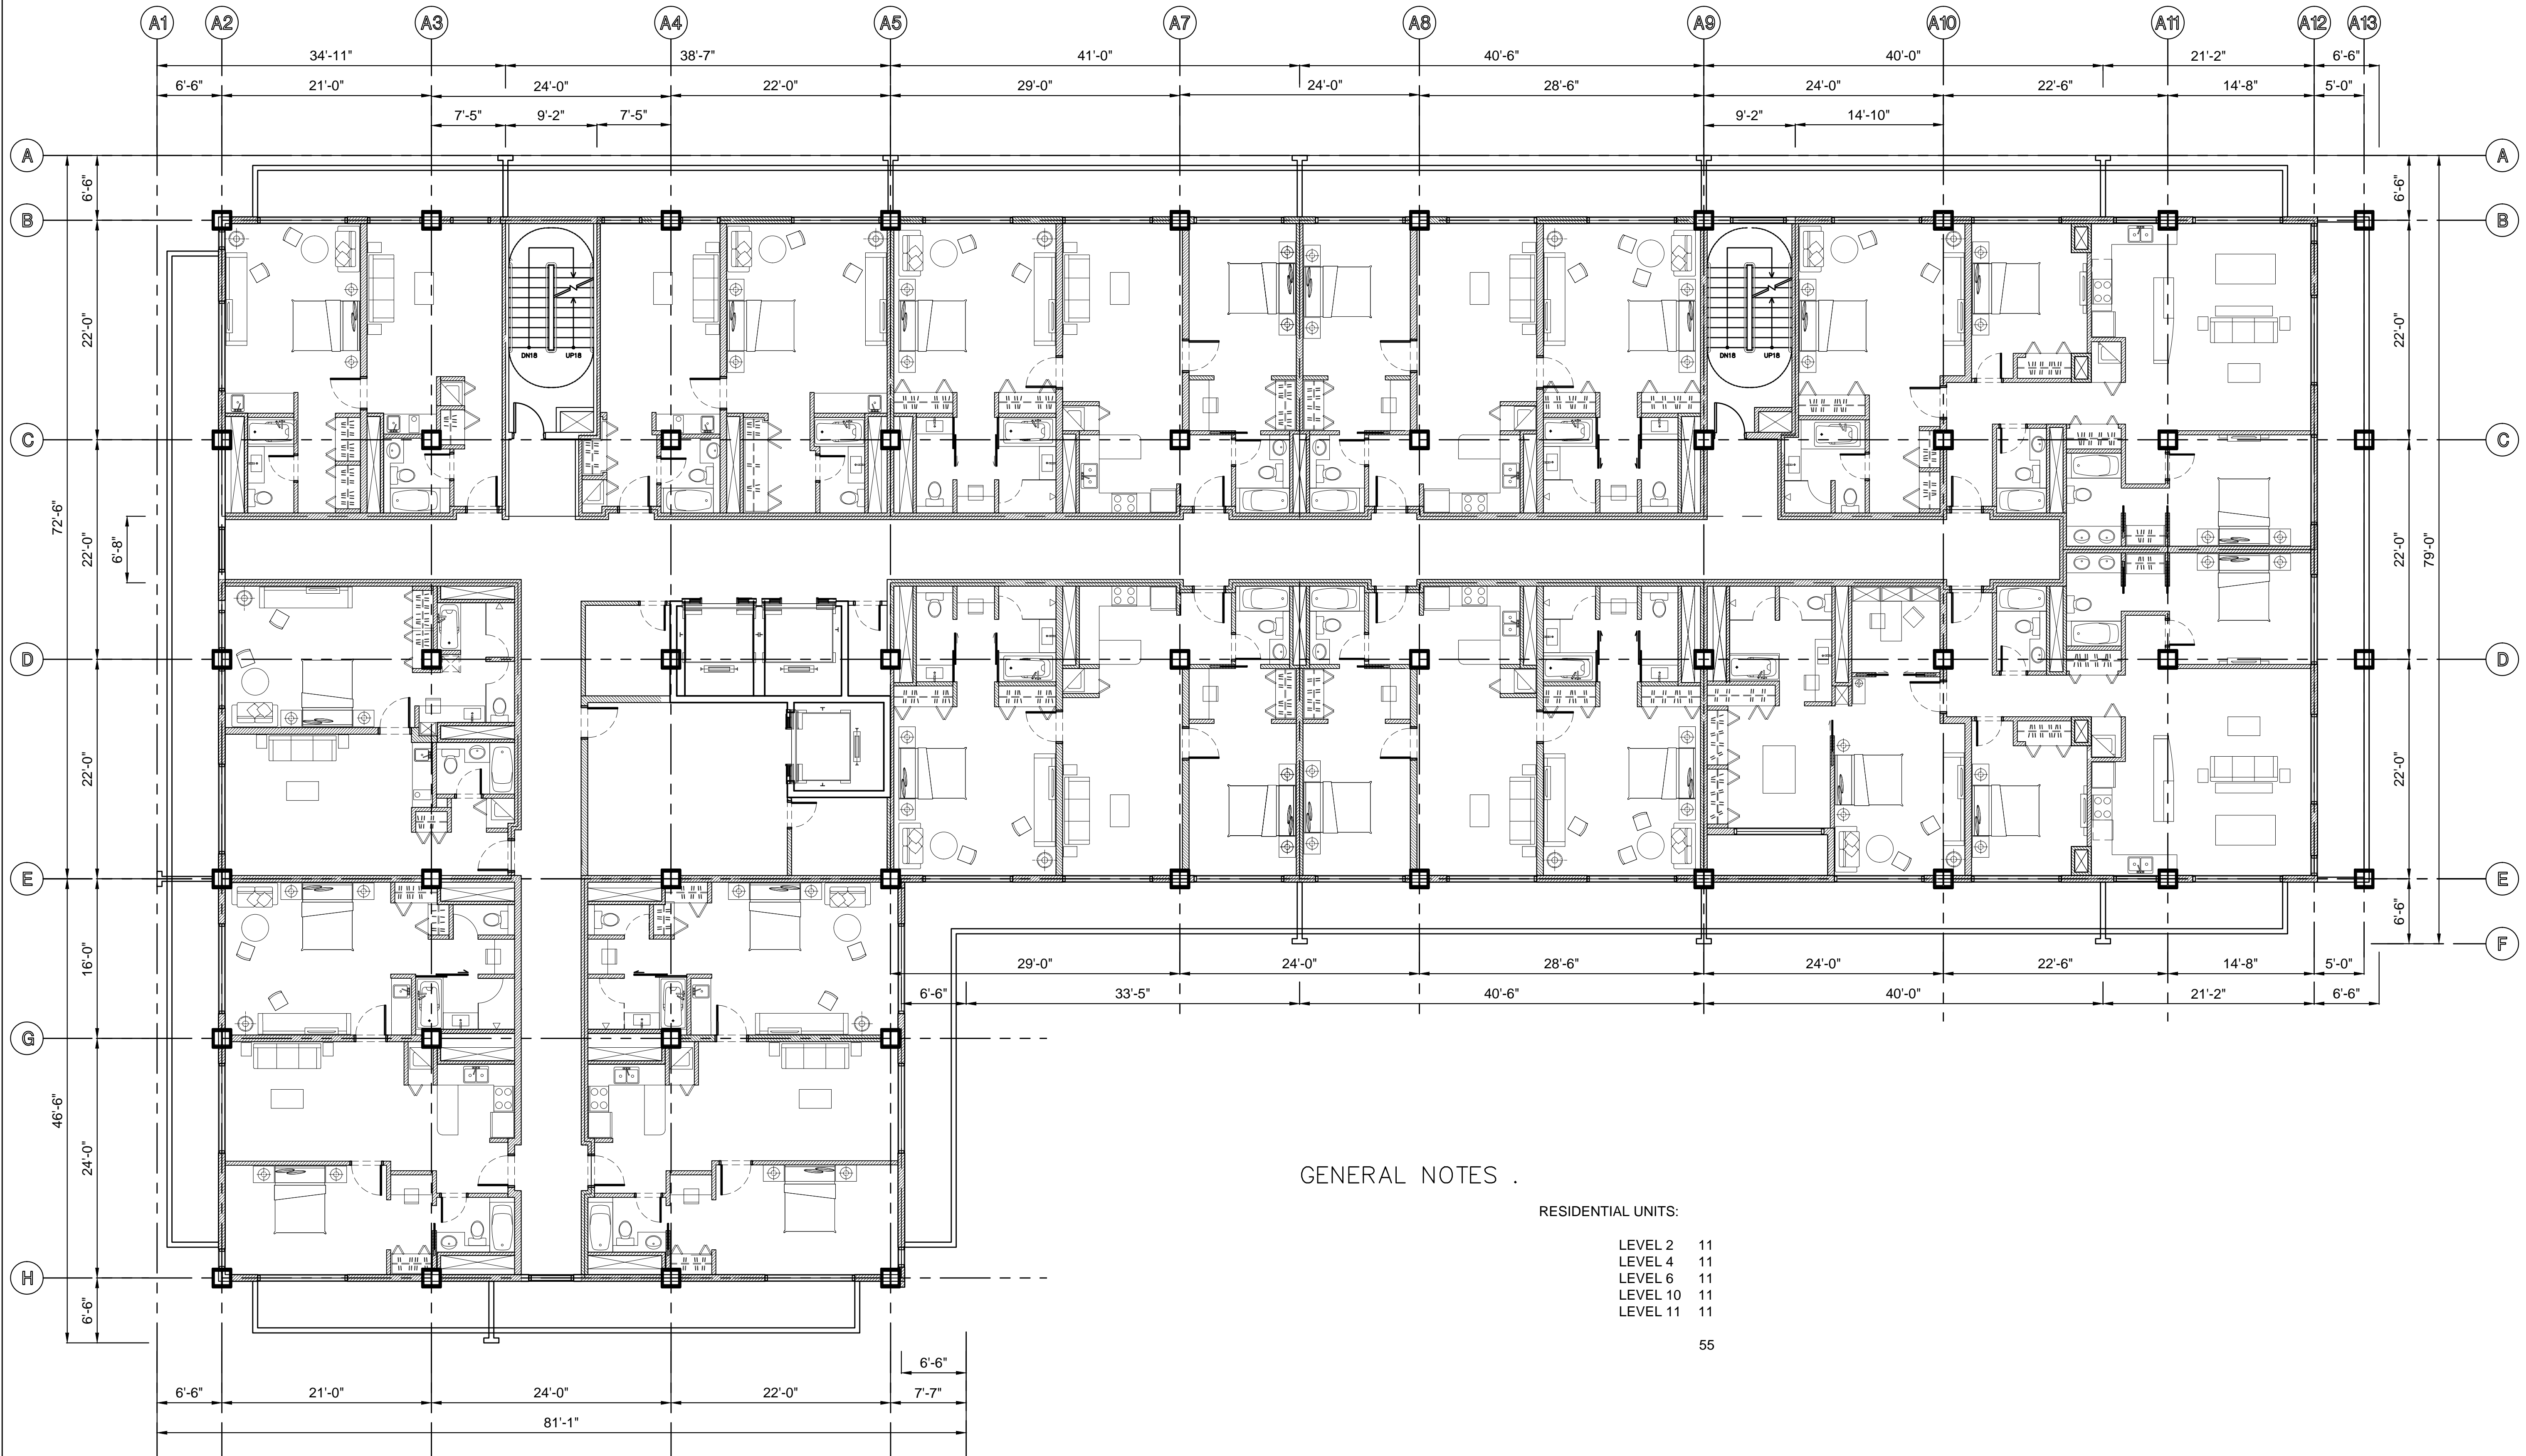 A1 A2 A3 A4 A5 A7 A8 A9 A10 A11 A12 A13
34'-11" 38'-7" 41'-0" 40'-6" 40'-0" 21'-2" 6'-6"
6'-6" 21'-0" 24'-0" 22'-0" 29'-0" 24'-0" 28'-6" 24'-0" 22'-6" 14'-8" 5'-0"
7'-5" 9'-2" 7'-5" 9'-2" 14'-10"
A A
6'-6" 6'-6"
B B
22'-0" 22'-0"
DN18 UP18 DN18 UP18
C C
72'-6" 22'-0" 6'-8" 22'-0" 79'-0"
D D
22'-0" 22'-0"
E E
6'-6"
F
16'-0" 29'-0" 24'-0" 28'-6" 24'-0" 22'-6" 14'-8" 5'-0"
6'-6" 33'-5" 40'-6" 40'-0" 21'-2" 6'-6"
G
46'-6" 24'-0"
GENERAL NOTES .
RESIDENTIAL UNITS:
LEVEL 2 11
LEVEL 4 11
LEVEL 6 11
LEVEL 10 11
LEVEL 11 11
55
H
6'-6"
6'-6"
6'-6" 21'-0" 24'-0" 22'-0" 7'-7"
81'-1"